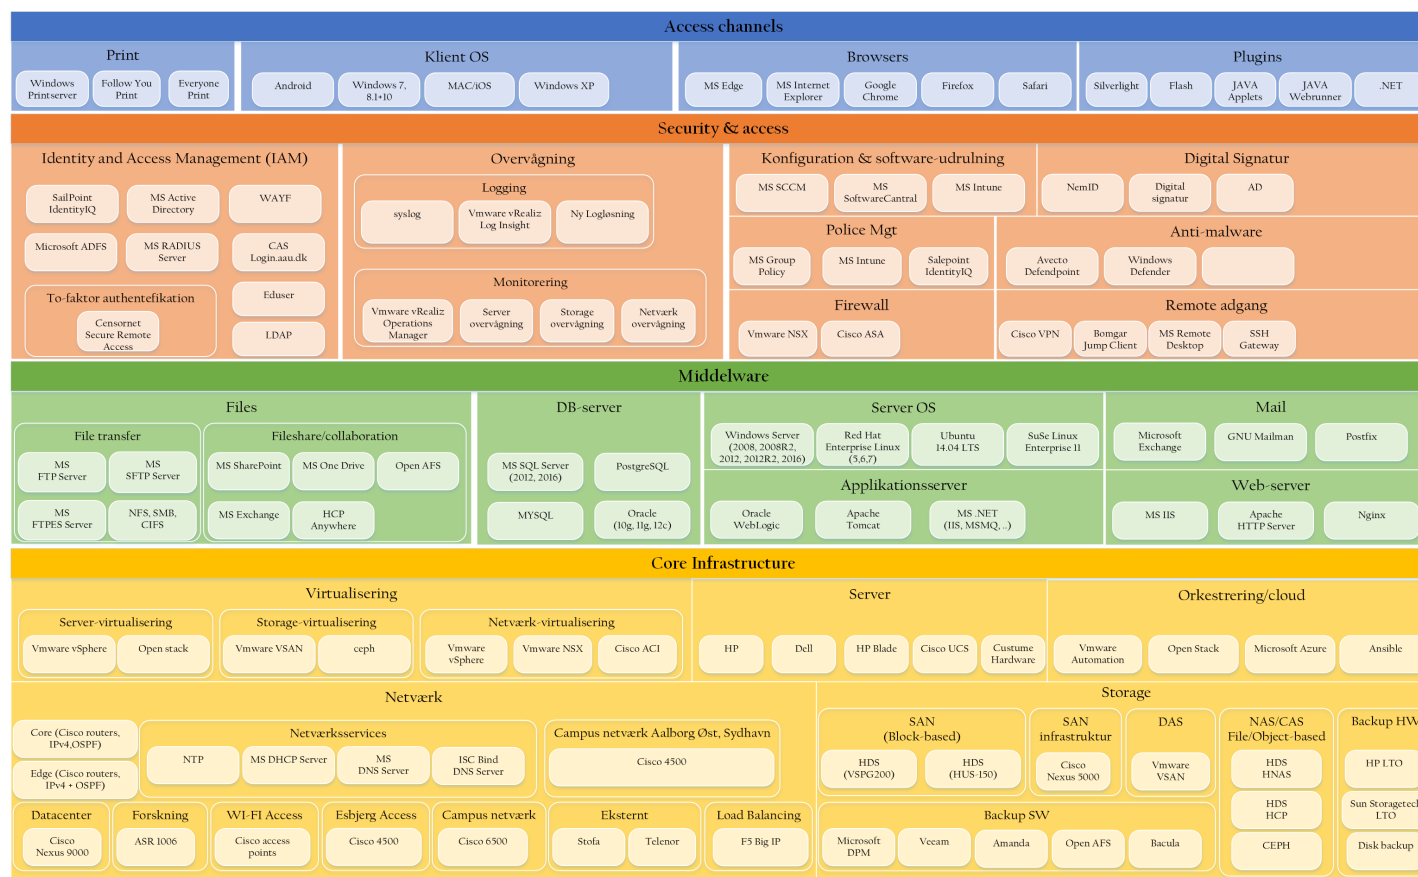 Access channels
Print
Windows
Printserver
Follow You
Print
Everyone
Print
Klient OS
Android
Windows 7,
8.1+10
MAC/iOS
Windows XP
Browsers
MS Edge
MS Internet
Explorer
Google
Chrome
Firefox
Safari
Plugins
Silverlight
Flash
JAVA
Applets
JAVA
Webrunner
.NET
Security & access
Identity and Access Management (IAM)
SailPoint
IdentityIQ
MS Active
Directory
WAYF
Microsoft ADFS
MS RADIUS
Server
CAS
Login.aau.dk
To-faktor authentefikation
Censornet
Secure Remote
Access
Eduser
LDAP
Overvågning
Logging
syslog
Vmware vRealiz
Log Insight
Ny Logløsning
Monitorering
Vmware vRealiz
Operations
Manager
Server
overvågning
Storage
overvågning
Netværk
overvågning
Konfiguration & software-udrulning
MS SCCM
MS
SoftwareCantral
MS Intune
Digital Signatur
NemID
Digital
signatur
AD
Police Mgt
MS Group
Policy
MS Intune
Salepoint
IdentityIQ
Anti-malware
Avecto
Defendpoint
Windows
Defender
Firewall
Vmware NSX
Cisco ASA
Remote adgang
Cisco VPN
Bomgar
Jump Client
MS Remote
Desktop
SSH
Gateway
Middelware
Files
File transfer
MS
FTP Server
MS
SFTP Server
MS
FTPES Server
NFS, SMB,
CIFS
Fileshare/collaboration
MS SharePoint
MS One Drive
Open AFS
MS Exchange
HCP
Anywhere
DB-server
MS SQL Server
(2012, 2016)
PostgreSQL
MYSQL
Oracle
(10g, 11g, 12c)
Server OS
Windows Server
(2008, 2008R2,
2012, 2012R2, 2016)
Red Hat
Enterprise Linux
(5,6,7)
Ubuntu
14.04 LTS
SuSe Linux
Enterprise 11
Mail
Microsoft
Exchange
GNU Mailman
Postfix
Applikationsserver
Oracle
WebLogic
Apache
Tomcat
MS .NET
(IIS, MSMQ, ..)
Web-server
MS IIS
Apache
HTTP Server
Nginx
Core Infrastructure
Virtualisering
Server-virtualisering
Vmware vSphere
Open stack
Storage-virtualisering
Vmware VSAN
ceph
Netværk-virtualisering
Vmware
vSphere
Vmware NSX
Cisco ACI
Server
HP
Dell
HP Blade
Cisco UCS
Custume
Hardware
Orkestrering/cloud
Vmware
Automation
Open Stack
Microsoft Azure
Ansible
Netværk
Core (Cisco routers,
IPv4,OSPF)
Edge (Cisco routers,
IPv4 + OSPF)
Netværksservices
NTP
MS DHCP Server
MS
DNS Server
ISC Bind
DNS Server
Campus netværk Aalborg Øst, Sydhavn
Cisco 4500
Datacenter
Cisco
Nexus 9000
Forskning
ASR 1006
WI-FI Access
Cisco access
points
Esbjerg Access
Cisco 4500
Campus netværk
Cisco 6500
Eksternt
Stofa
Telenor
Load Balancing
F5 Big IP
Storage
SAN
(Block-based)
HDS
(VSPG200)
HDS
(HUS-150)
SAN
infrastruktur
Cisco
Nexus 5000
DAS
Vmware
VSAN
NAS/CAS
File/Object-based
HDS
HNAS
HDS
HCP
CEPH
Backup HW
HP LTO
Sun Storagetech
LTO
Disk backup
Backup SW
Microsoft
DPM
Veeam
Amanda
Open AFS
Bacula